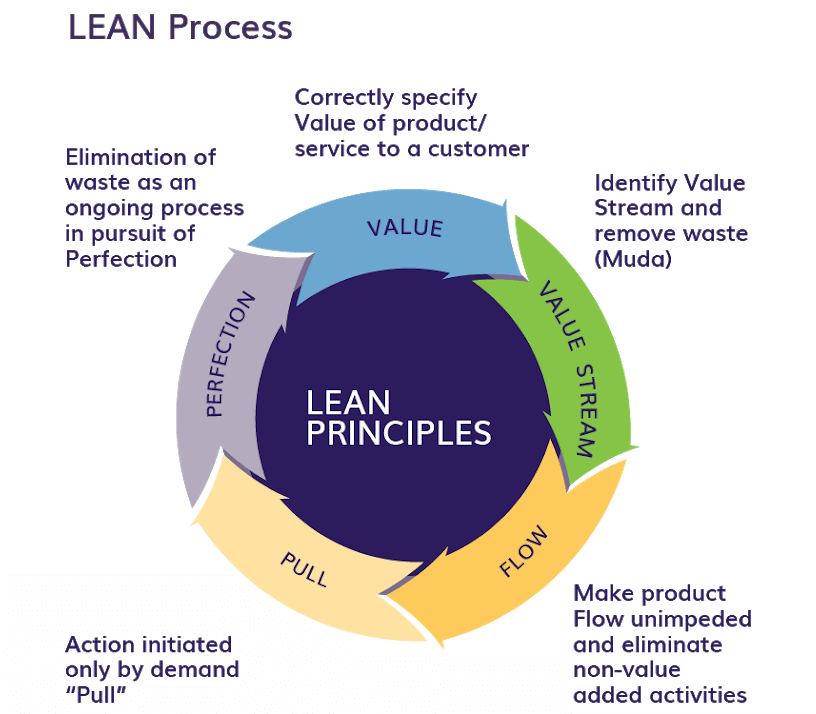 LEAN Process
Correctly specify
Value of product/
service to a customer
Identify Value
Stream and
remove waste
(Muda)
Make product
Flow unimpeded
and eliminate
non-value
added activities
Action initiated
only by demand
“Pull”
Elimination of
waste as an
ongoing process
in pursuit of
Perfection
VALUE
VALUE STREAM
FLOW
PULL
PERFECTION
LEAN
PRINCIPLES